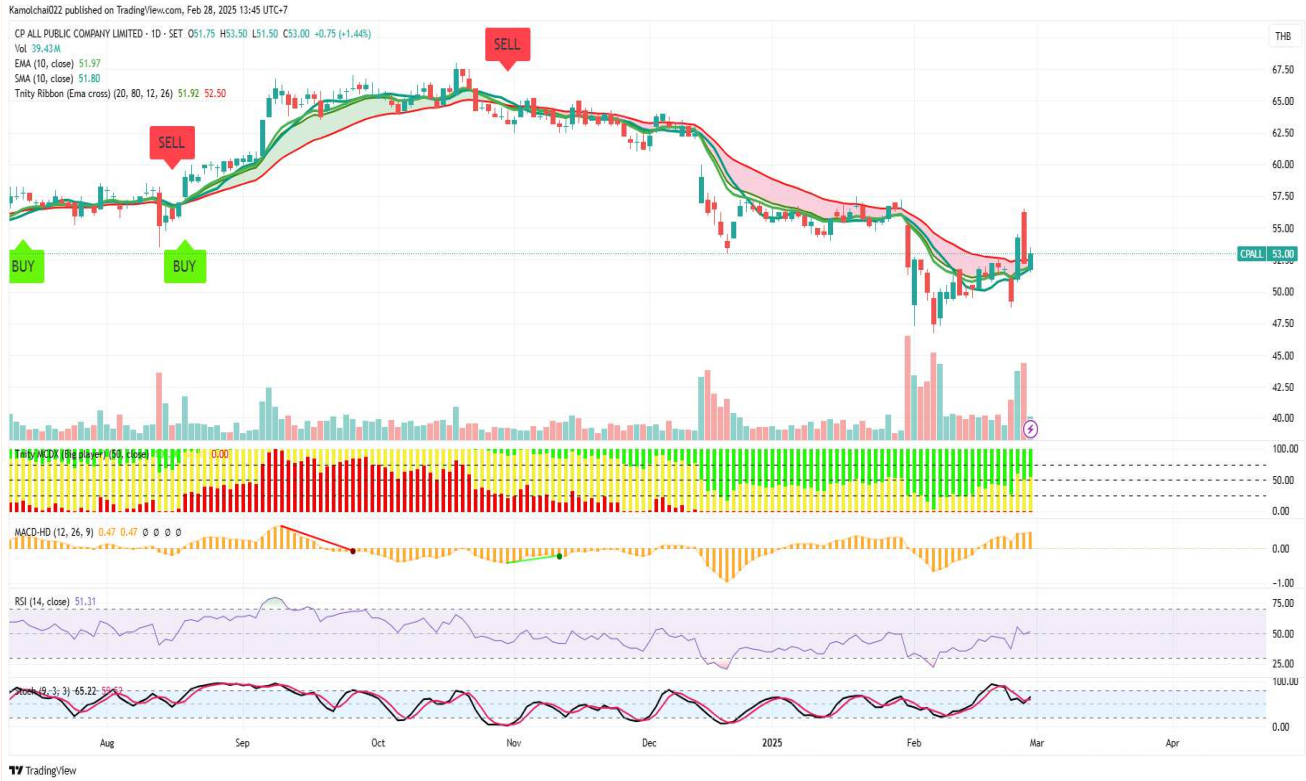 Kamolchai022 published on TradingView.com, Feb 28, 2025 13:45 UTC+7
CP ALL PUBLIC COMPANY LIMITED · 1D · SET O51.75 H53.50 L51.50 C53.00 +0.75 (+1.44%)
THB
Vol 39.43M
EMA (10, close) 51.97
SMA (10, close) 51.80
Tnity Ribbon (Ema cross) (20, 80, 12, 26) 51.92 52.50
SELL
SELL
BUY
BUY
67.50
65.00
62.50
60.00
57.50
55.00
CPALL 53.00
52.50
50.00
47.50
45.00
42.50
40.00
Tnity MCDX (Big player) (50, close) 0.00
100.00
50.00
0.00
MACD-HD (12, 26, 9) 0.47 0.47 Ø Ø Ø Ø
0.00
-1.00
RSI (14, close) 51.31
75.00
50.00
25.00
Stoch (9, 3, 3) 65.22
100.00
0.00
Aug Sep Oct Nov Dec 2025 Feb Mar Apr
TradingView